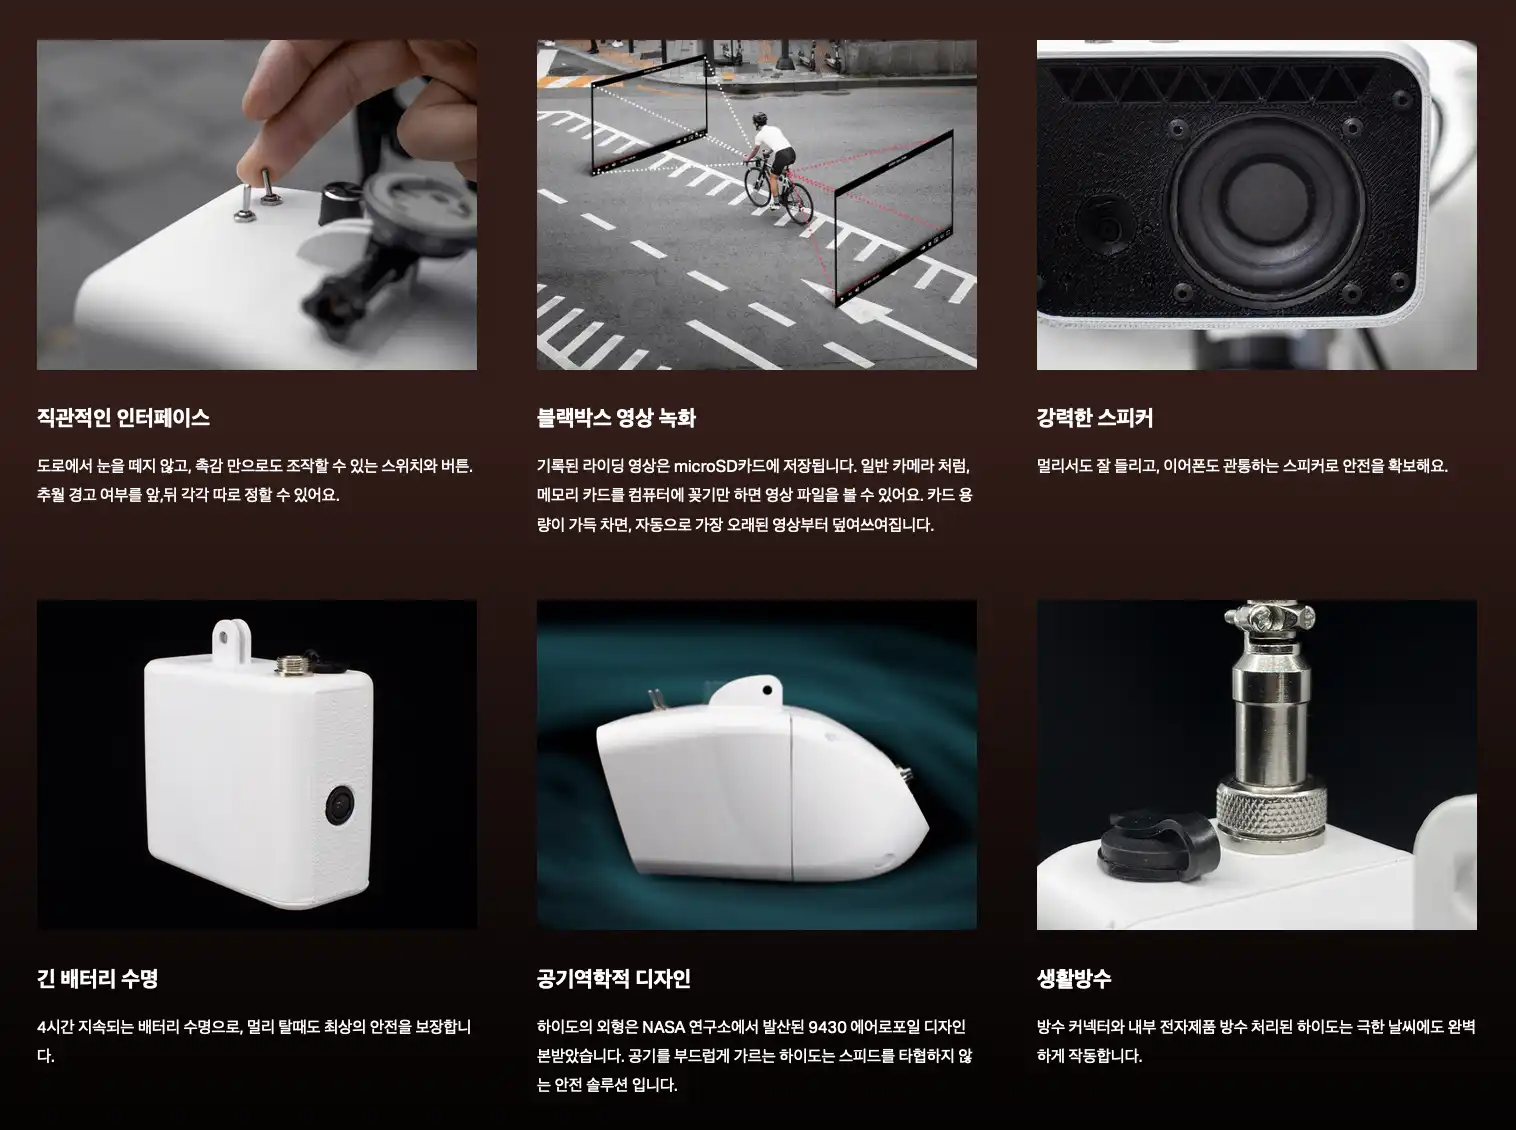 직관적인 인터페이스
도로에서 눈을 떼지 않고, 촉감 만으로도 조작할 수 있는 스위치와 버튼.
추월 경고 여부를 앞,뒤 각각 따로 정할 수 있어요.
블랙박스 영상 녹화
기록된 라이딩 영상은 microSD카드에 저장됩니다. 일반 카메라 처럼,
메모리 카드를 컴퓨터에 꽂기만 하면 영상 파일을 볼 수 있어요. 카드 용
량이 가득 차면, 자동으로 가장 오래된 영상부터 덮여쓰여집니다.
강력한 스피커
멀리서도 잘 들리고, 이어폰도 관통하는 스피커로 안전을 확보해요.
긴 배터리 수명
4시간 지속되는 배터리 수명으로, 멀리 탈때도 최상의 안전을 보장합니
다.
공기역학적 디자인
하이도의 외형은 NASA 연구소에서 발산된 9430 에어로포일 디자인
본받았습니다. 공기를 부드럽게 가르는 하이도는 스피드를 타협하지 않
는 안전 솔루션 입니다.
생활방수
방수 커넥터와 내부 전자제품 방수 처리된 하이도는 극한 날씨에도 완벽
하게 작동합니다.